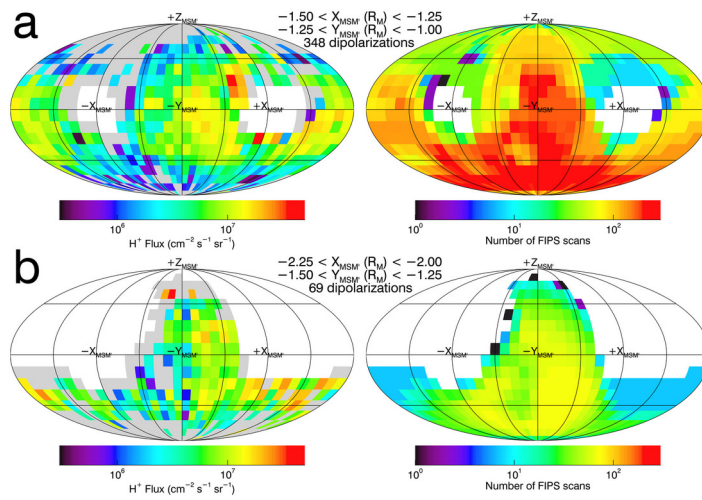 a
+Z_MSM'
−1.50 < X_MSM' (R_M) < −1.25
−1.25 < Y_MSM' (R_M) < −1.00
348 dipolarizations
+Z_MSM'
−X_MSM' −Y_MSM' +X_MSM'
−X_MSM' −Y_MSM' +X_MSM'
10^6 10^7
H^+ Flux (cm^−2 s^−1 sr^−1)
10^0 10^1 10^2
Number of FIPS scans
b
+Z_MSM'
−2.25 < X_MSM' (R_M) < −2.00
−1.50 < Y_MSM' (R_M) < −1.25
69 dipolarizations
+Z_MSM'
−X_MSM' −Y_MSM' +X_MSM'
−X_MSM' −Y_MSM' +X_MSM'
10^6 10^7
H^+ Flux (cm^−2 s^−1 sr^−1)
10^0 10^1 10^2
Number of FIPS scans